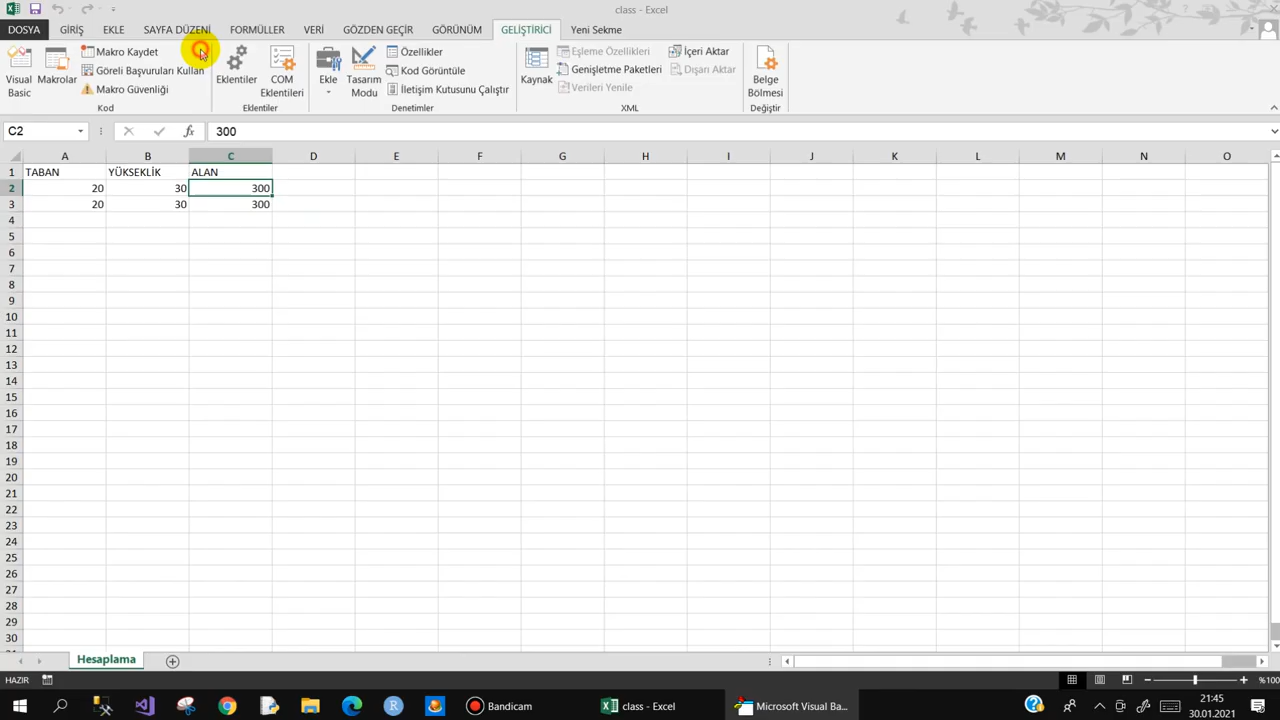 class - Excel
DOSYA GİRİŞ EKLE SAYFA DÜZENİ FORMÜLLER VERİ GÖZDEN GEÇİR GÖRÜNÜM GELİŞTİRİCİ Yeni Sekme
Visual Basic
Makrolar
Makro Kaydet
Göreli Başvuruları Kullan
Makro Güvenliği
Kod
Eklentiler
COM Eklentileri
Eklentiler
Ekle
Tasarım Modu
Özellikler
Kod Görüntüle
İletişim Kutusunu Çalıştır
Denetimler
Kaynak
Eşleme Özellikleri
Genişletme Paketleri
Verileri Yenile
İçeri Aktar
Dışarı Aktar
XML
Belge Bölmesi
Değiştir
C2 fx 300
A B C D E F G H I J K L M N O
1 TABAN YÜKSEKLİK ALAN
2 20 30 300
3 20 30 300
4
5
6
7
8
9
10
11
12
13
14
15
16
17
18
19
20
21
22
23
24
25
26
27
28
29
30
Hesaplama
HAZIR %100
Bandicam class - Excel Microsoft Visual Ba... 21:45
30.01.2021